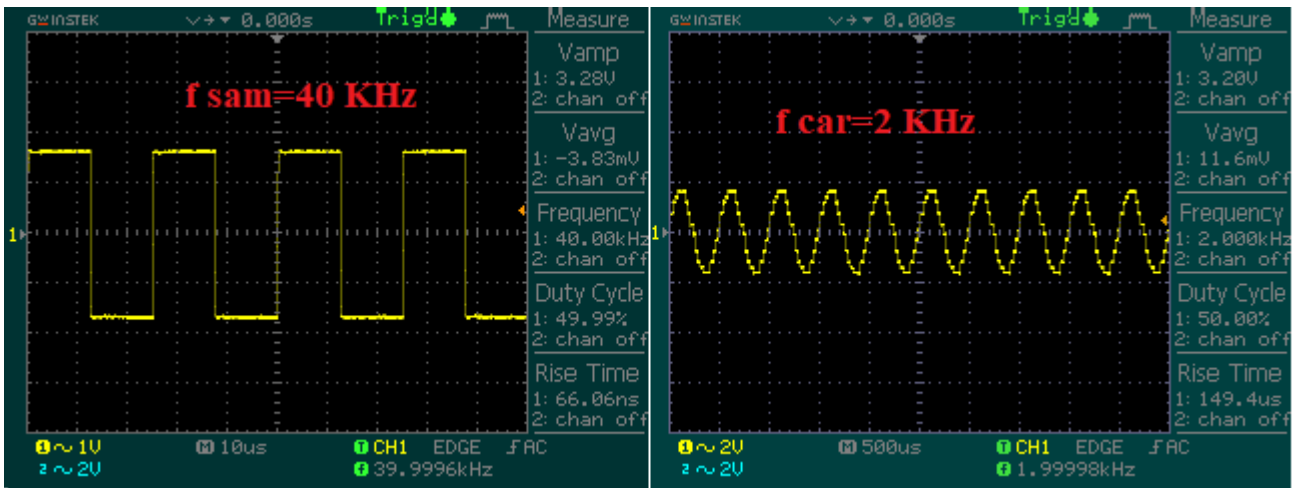 GWINSTEK 0.000s Trig'd Measure
f sam=40 KHz
Vamp
1: 3.28V
2: chan off
Vavg
1: -3.83mV
2: chan off
Frequency
1: 40.00kHz
2: chan off
Duty Cycle
1: 49.99%
2: chan off
Rise Time
1: 66.06ns
2: chan off
1
1 ~ 1V M 10us T CH1 EDGE AC
2 ~ 2V f 39.9996kHz
GWINSTEK 0.000s Trig'd Measure
f car=2 KHz
Vamp
1: 3.20V
2: chan off
Vavg
1: 11.6mV
2: chan off
Frequency
1: 2.000kHz
2: chan off
Duty Cycle
1: 50.00%
2: chan off
Rise Time
1: 149.4us
2: chan off
1
1 ~ 2V M 500us T CH1 EDGE AC
2 ~ 2V f 1.99998kHz